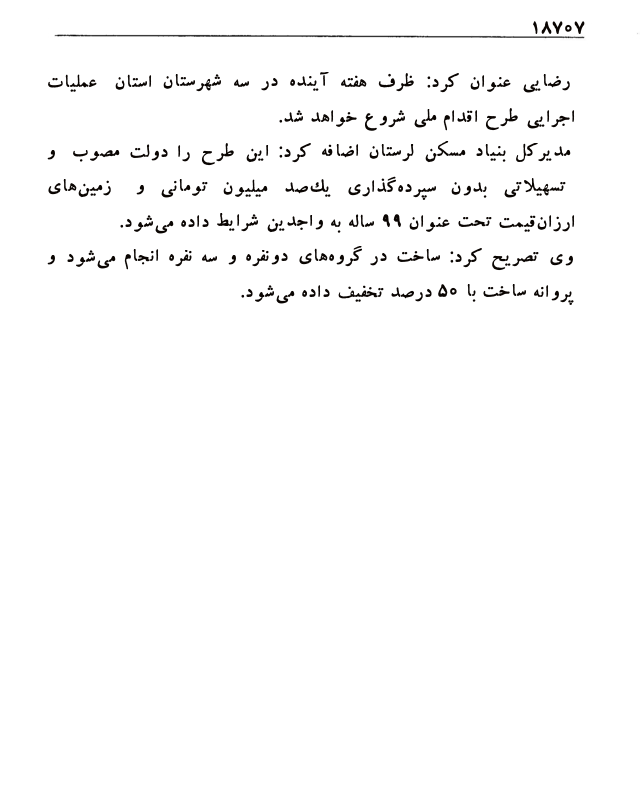 ۱۸۷۰۷
رضایی عنوان کرد: ظرف هفته آینده در سه شهرستان استان عملیات
اجرایی طرح اقدام ملی شروع خواهد شد.
مدیرکل بنیاد مسکن لرستان اضافه کرد: این طرح را دولت مصوب و
تسهیلاتی بدون سپرده‌گذاری یك‌صد میلیون تومانی و زمین‌های
ارزان‌قیمت تحت عنوان ۹۹ ساله به واجدین شرایط داده می‌شود.
وی تصریح کرد: ساخت در گروه‌های دونفره و سه نفره انجام می‌شود و
پروانه ساخت با ۵۰ درصد تخفیف داده می‌شود.